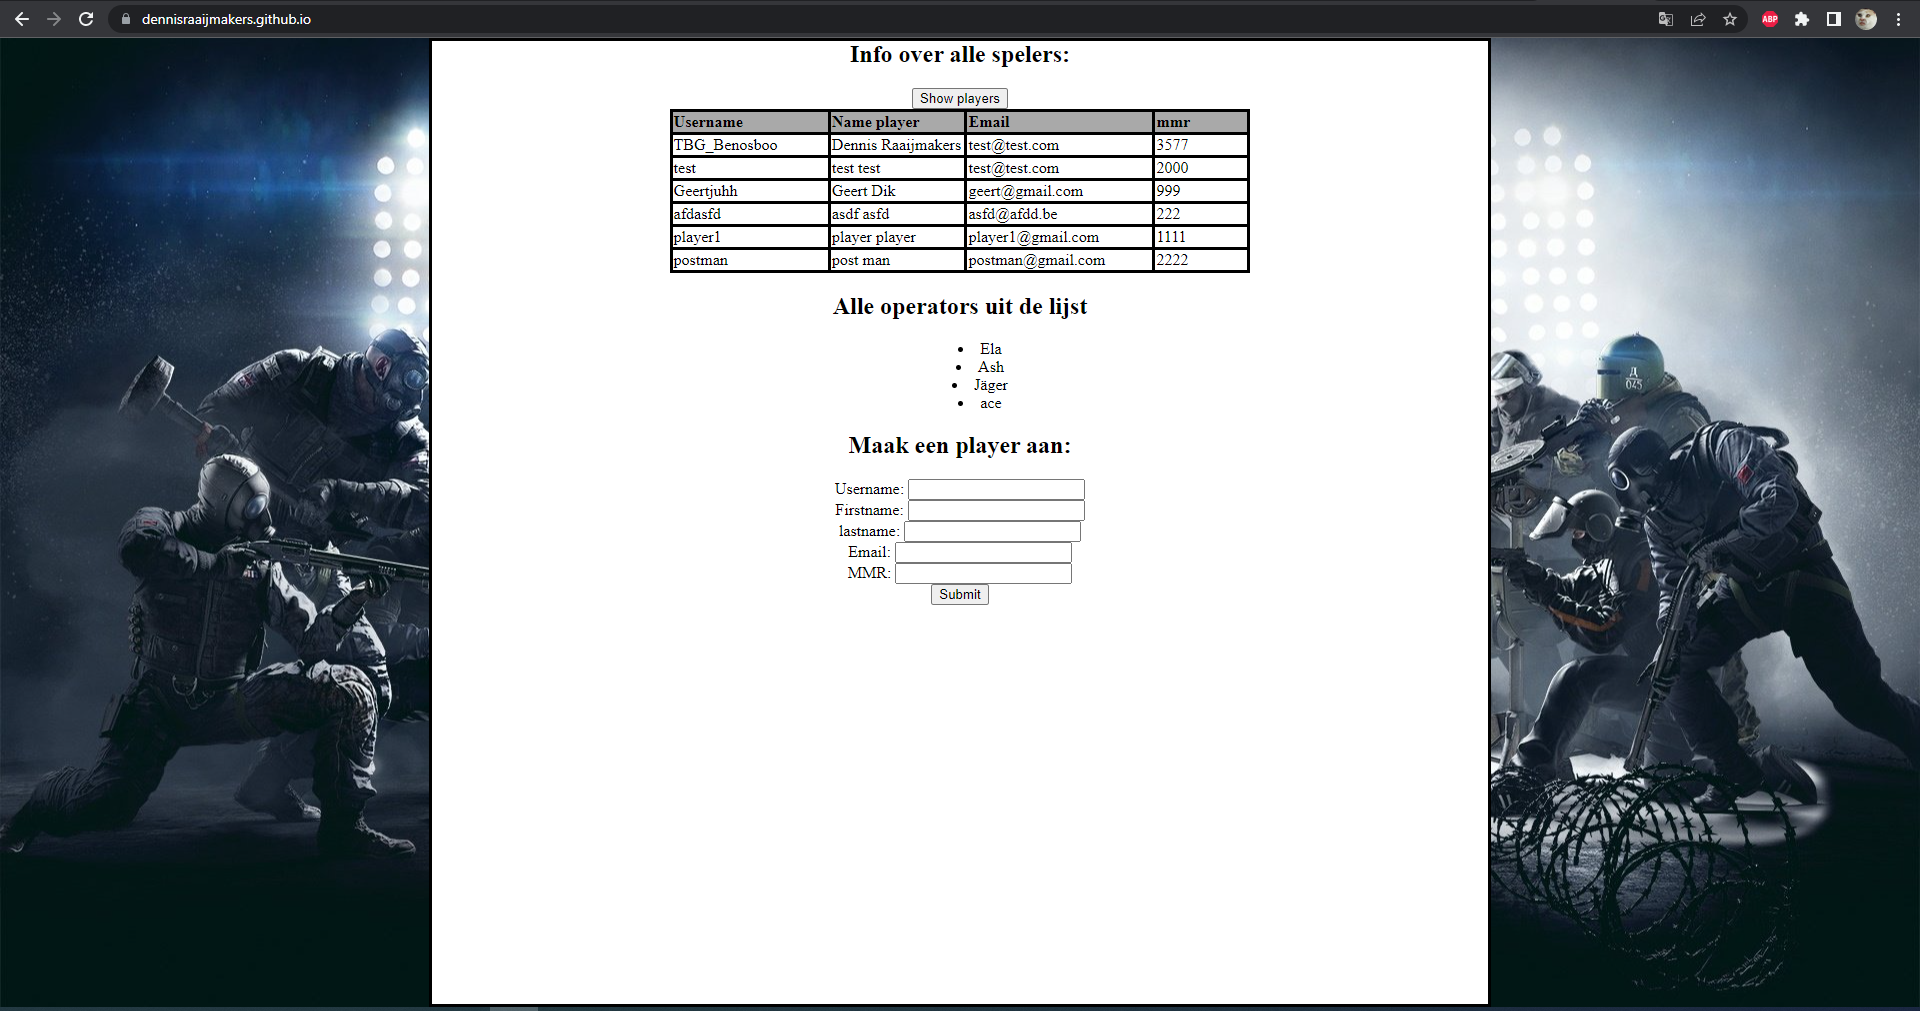 dennisraaijmakers.github.io
ABP
Info over alle spelers:
Show players
Username Name player Email mmr
TBG_Benosboo Dennis Raaijmakers test@test.com 3577
test test test test@test.com 2000
Geertjuhh Geert Dik geert@gmail.com 999
afdasfd asdf asfd asfd@afdd.be 222
player1 player player player1@gmail.com 1111
postman post man postman@gmail.com 2222
Alle operators uit de lijst
• Ela
• Ash
• Jäger
• ace
Maak een player aan:
Username:
Firstname:
lastname:
Email:
MMR:
Submit
Д
045